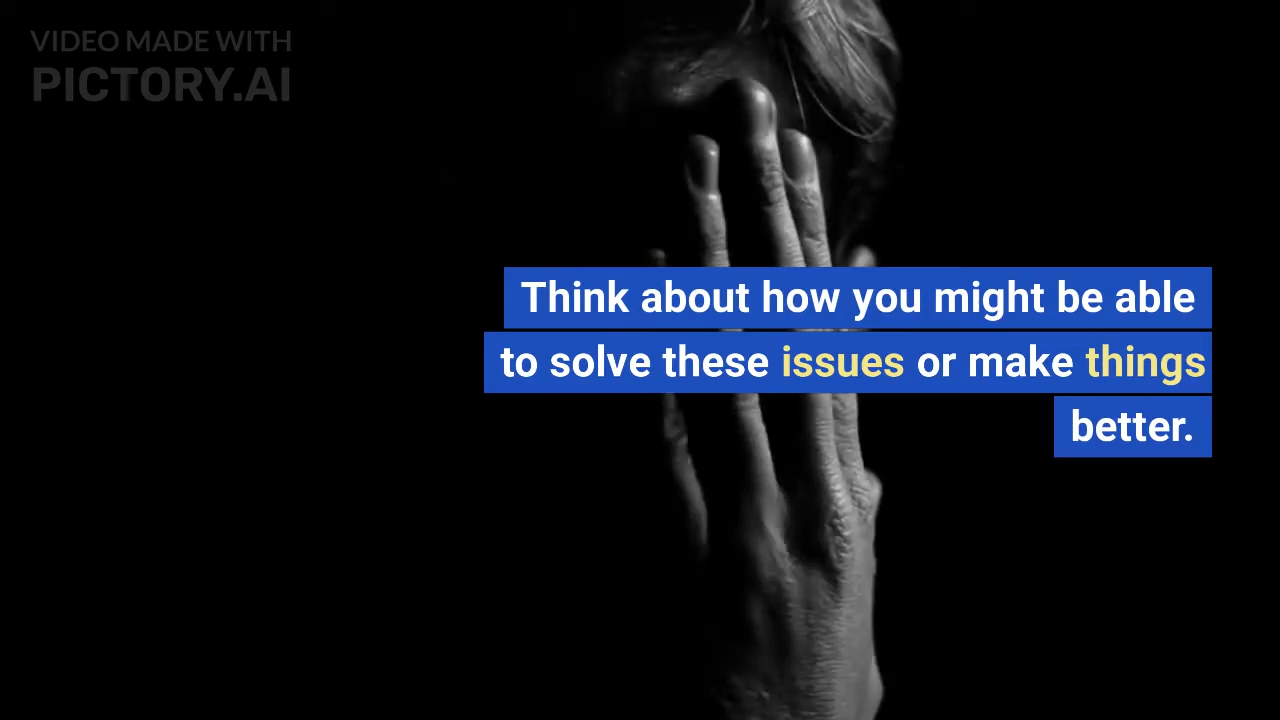 VIDEO MADE WITH
PICTORY.AI
Think about how you might be able
to solve these issues or make things
better.